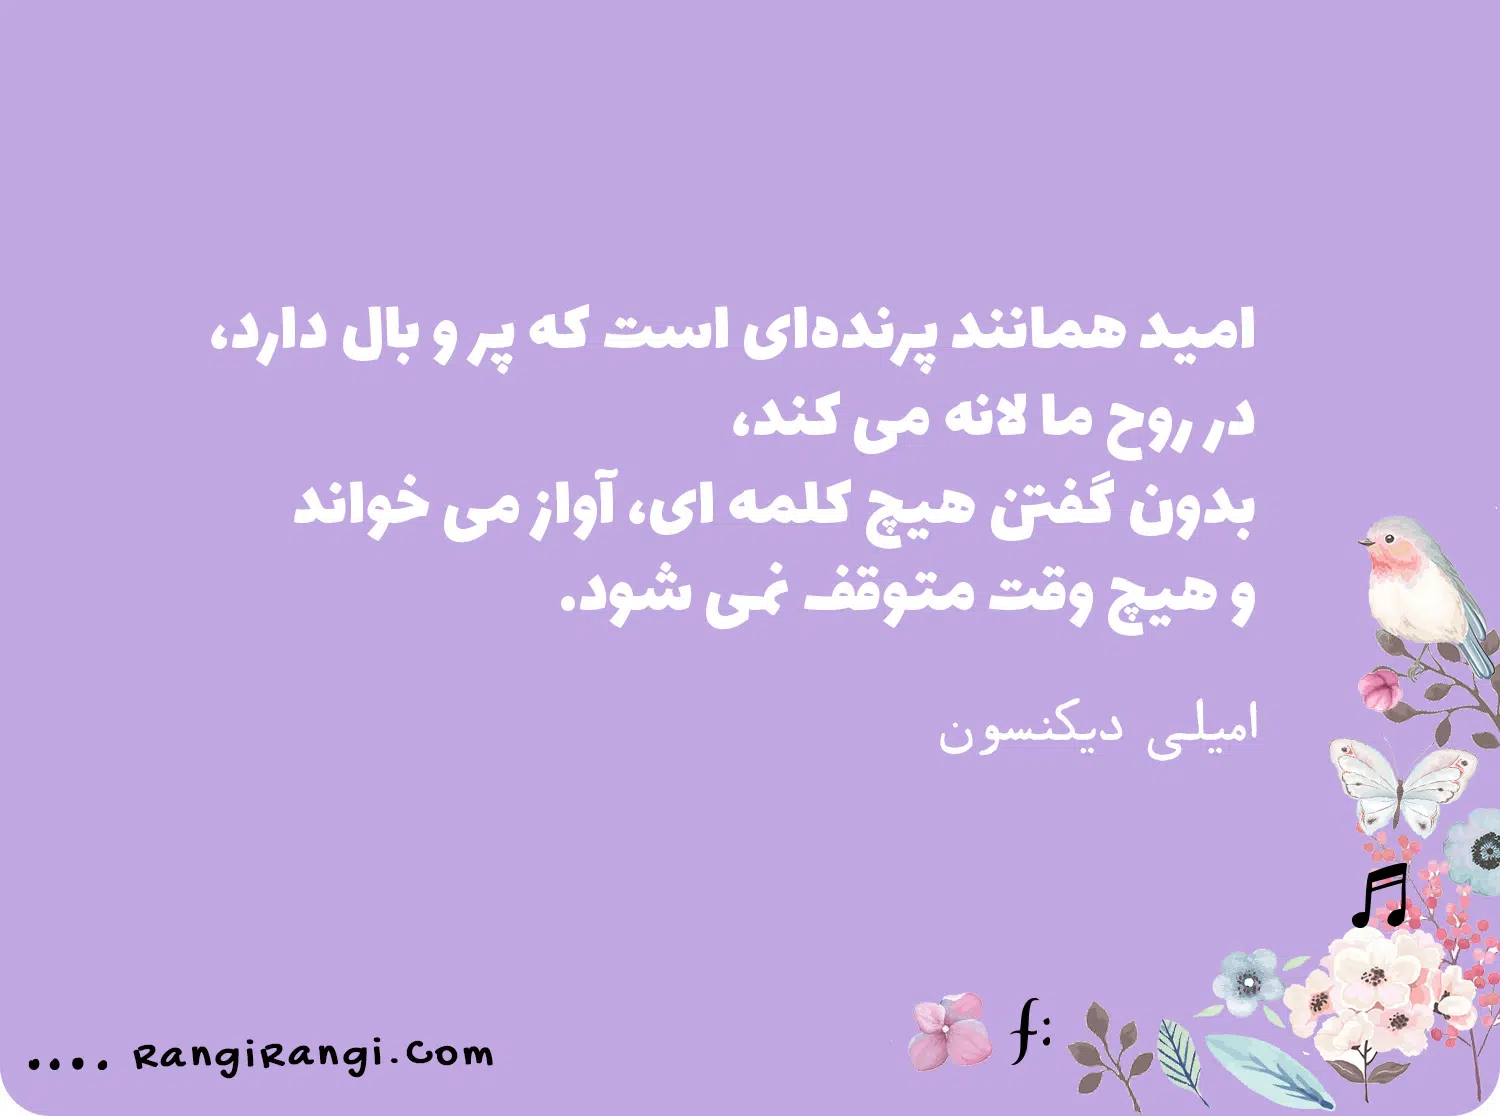 امید همانند پرنده‌ای است که پر و بال دارد،
در روح ما لانه می کند،
بدون گفتن هیچ کلمه ای، آواز می خواند
و هیچ وقت متوقف نمی شود.
امیلی دیکنسون
f:
.... RangiRangi.com